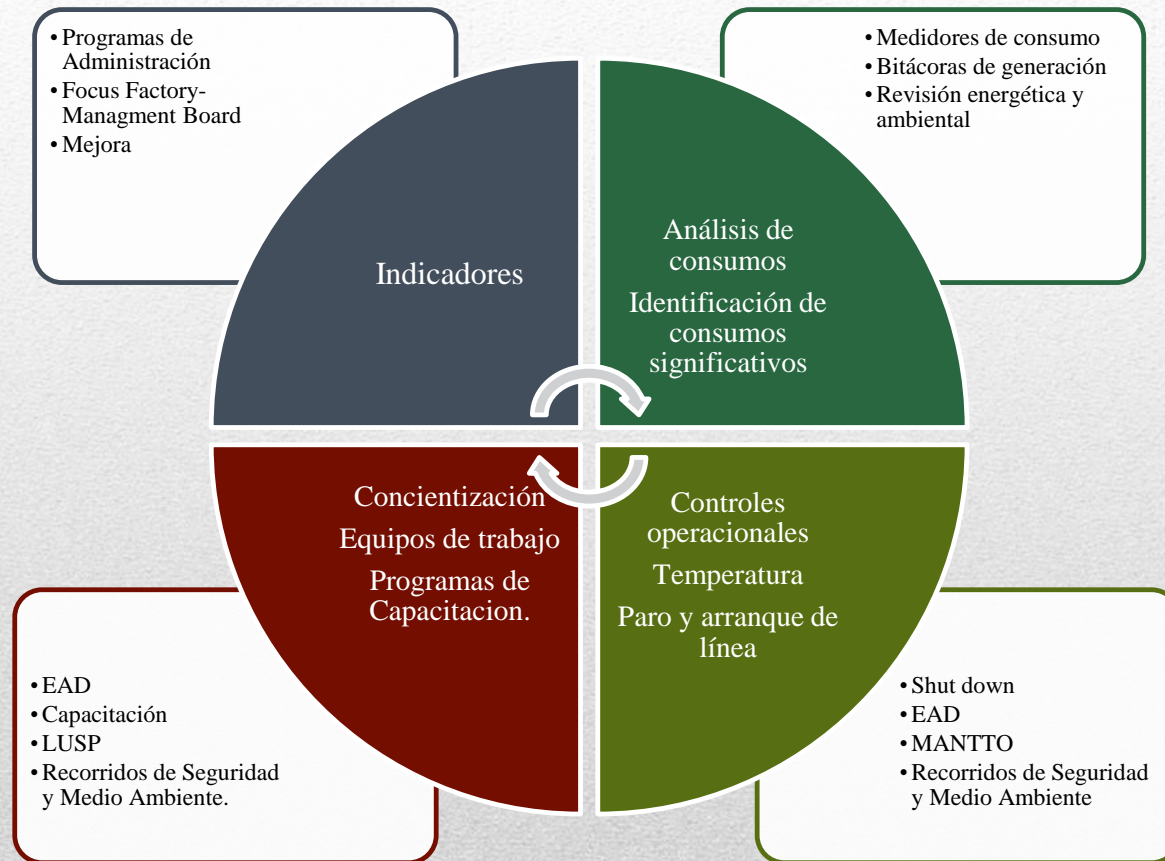 • Programas de
Administración
• Focus Factory-
Managment Board
• Mejora
• Medidores de consumo
• Bitácoras de generación
• Revisión energética y
ambiental
Indicadores
Análisis de
consumos
Identificación de
consumos
significativos
Concientización
Equipos de trabajo
Programas de
Capacitacion.
Controles
operacionales
Temperatura
Paro y arranque de
línea
• EAD
• Capacitación
• LUSP
• Recorridos de Seguridad
y Medio Ambiente.
• Shut down
• EAD
• MANTTO
• Recorridos de Seguridad
y Medio Ambiente